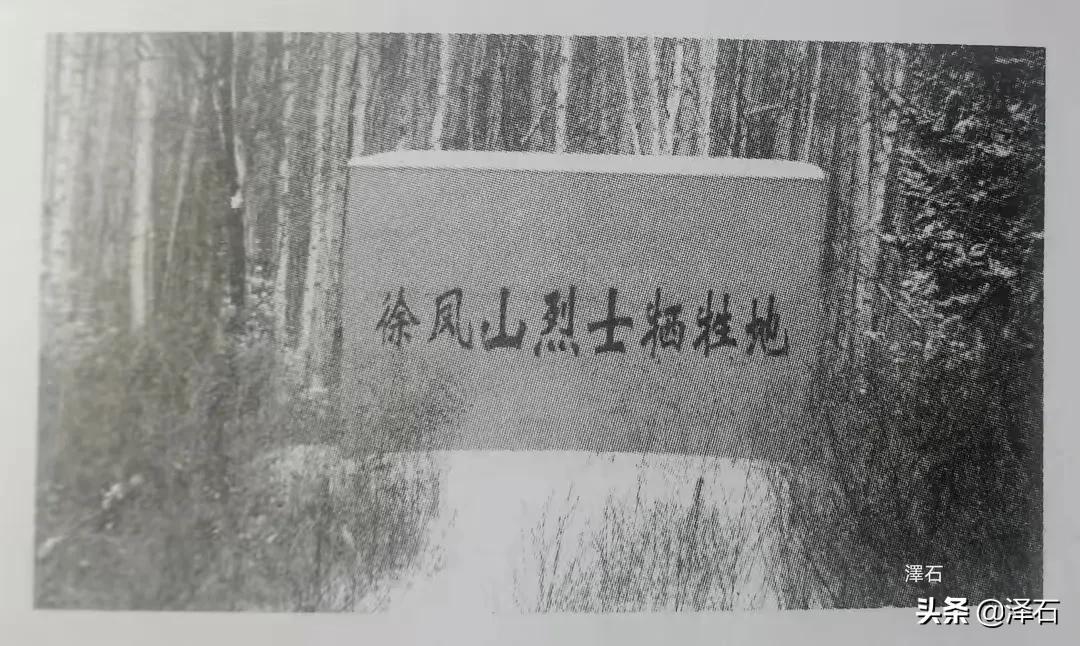 徐凤山烈士牺牲地
澤石
头条 @泽石